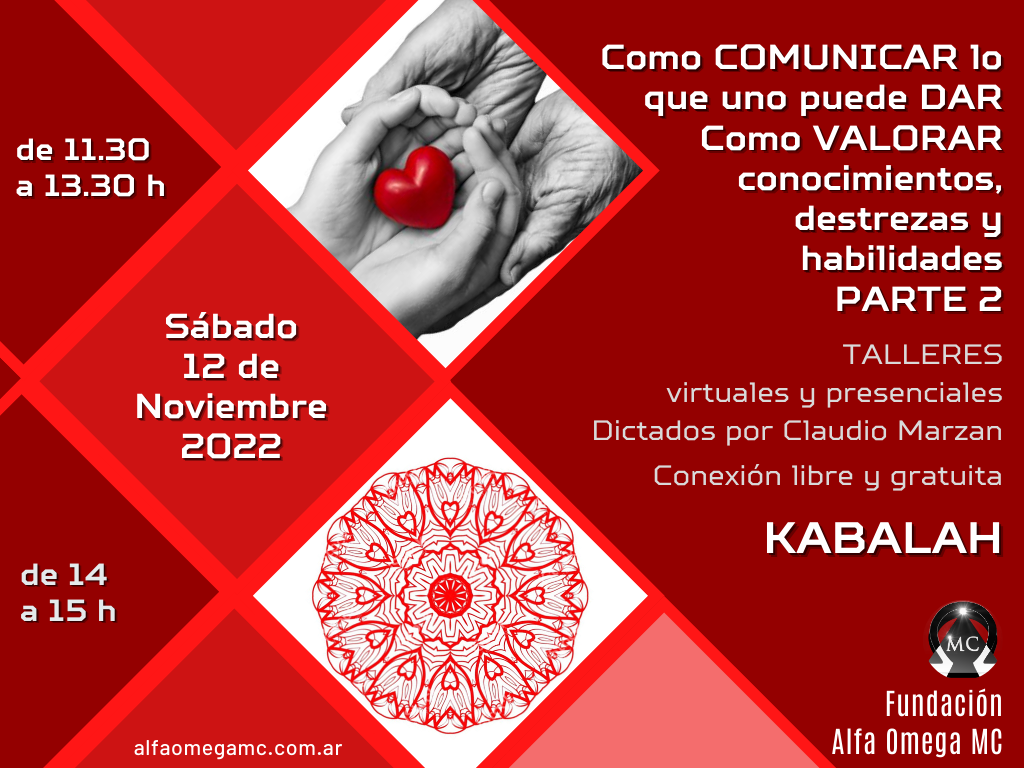 de 11.30
a 13.30 h
Sábado
12 de
Noviembre
2022
de 14
a 15 h
alfaomegamc.com.ar
Como COMUNICAR lo
que uno puede DAR
Como VALORAR
conocimientos,
destrezas y
habilidades
PARTE 2
TALLERES
virtuales y presenciales
Dictados por Claudio Marzan
Conexión libre y gratuita
KABALAH
MC
Fundación
Alfa Omega MC